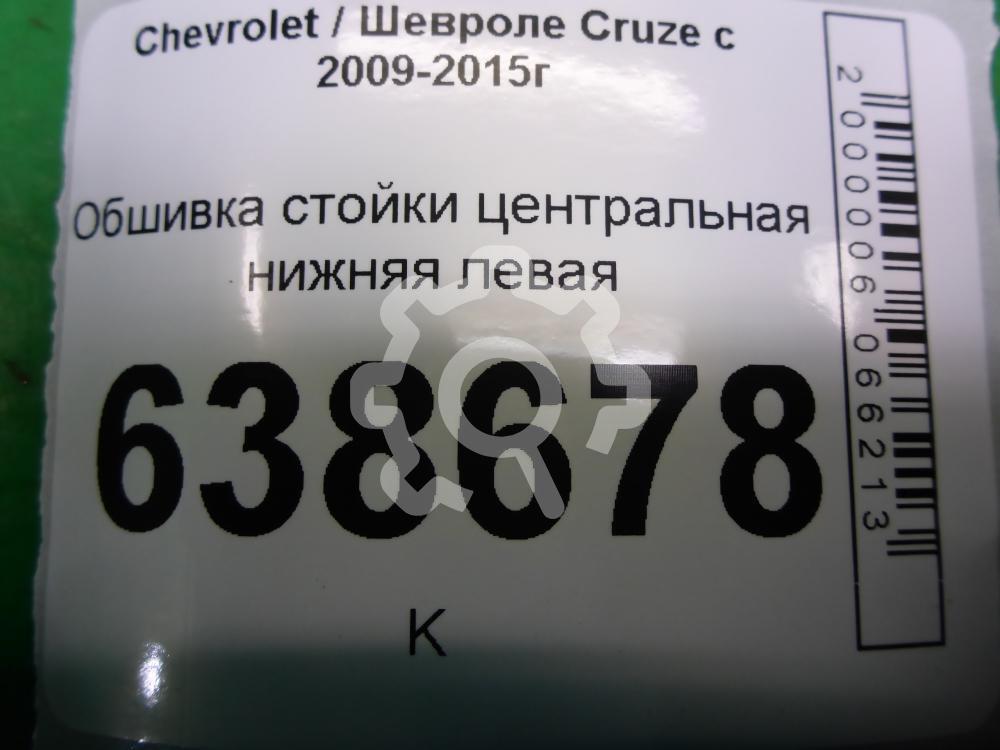 Chevrolet / Шевроле Cruze с
2009-2015г
Обшивка стойки центральная
нижняя левая
638678
К
2000006066213